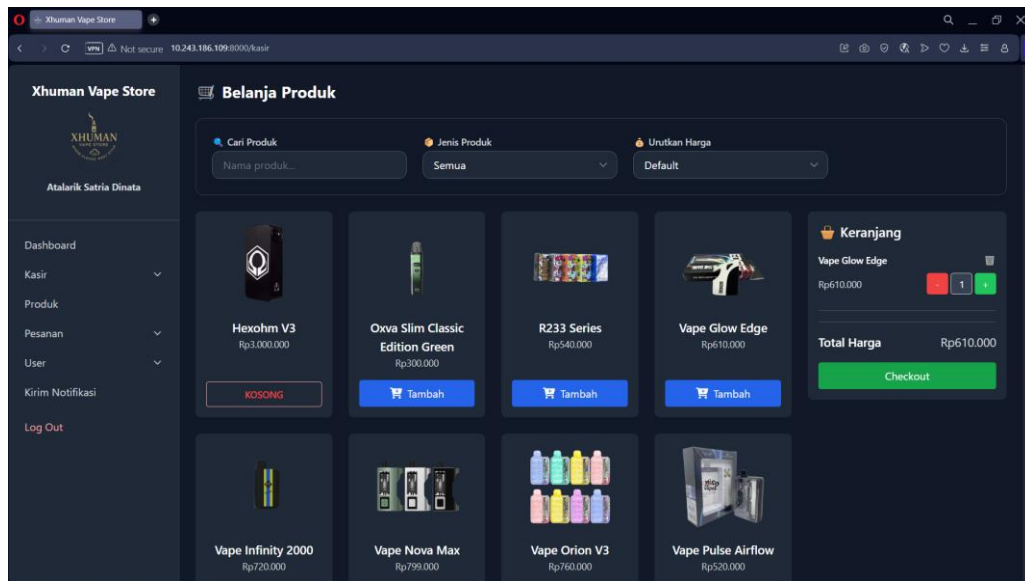 Xhuman Vape Store
VPN Not secure 10.243.186.109:8000/kasir
Xhuman Vape Store
XHUMAN
VAPE STORE
Atalarik Satria Dinata
Dashboard
Kasir
Produk
Pesanan
User
Kirim Notifikasi
Log Out
Belanja Produk
Cari Produk
Nama produk...
Jenis Produk
Semua
Urutkan Harga
Default
Hexohm V3
Rp3.000.000
KOSONG
Oxva Slim Classic
Edition Green
Rp300.000
Tambah
R233 Series
Rp540.000
Tambah
Vape Glow Edge
Rp610.000
Tambah
Vape Infinity 2000
Rp720.000
Vape Nova Max
Rp799.000
Vape Orion V3
Rp760.000
Vape Pulse Airflow
Rp520.000
Keranjang
Vape Glow Edge
Rp610.000
- 1 +
Total Harga Rp610.000
Checkout